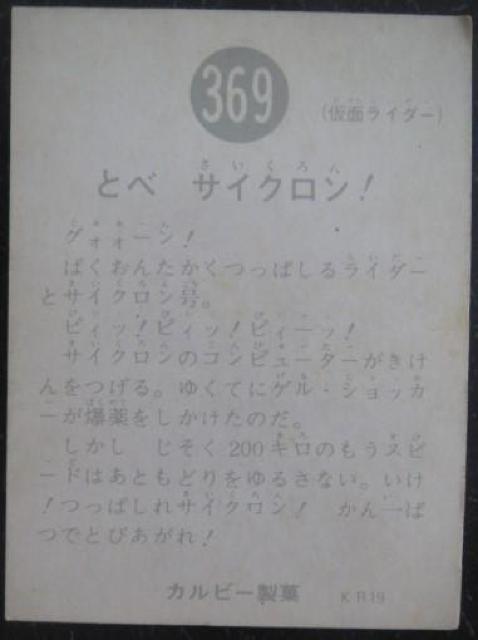 369
(仮面ライダー)
とべ サイクロン!
グォォーン!
ばくおんたかくつっぱしるライダー
とサイクロン号。
ピィッ!ピィッ!ピィーッ!
サイクロンのコンピューターがきけ
んをつげる。ゆくてにゲル・ショッカ
ーが爆薬をしかけたのだ。
しかし じそく200キロのもうスピ
ードはあともどりをゆるさない。いけ
!つっぱしれサイクロン! かん一ぱ
つでとびあがれ!
カルビー製菓 KR19